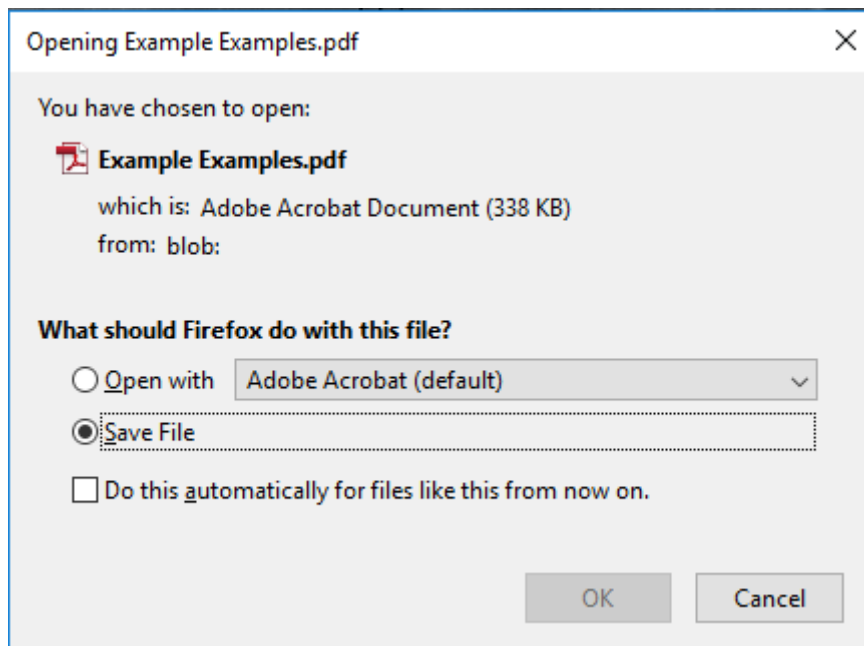 Opening Example Examples.pdf
You have chosen to open:
Example Examples.pdf
which is: Adobe Acrobat Document (338 KB)
from: blob:
What should Firefox do with this file?
Open with Adobe Acrobat (default)
Save File
Do this automatically for files like this from now on.
OK Cancel